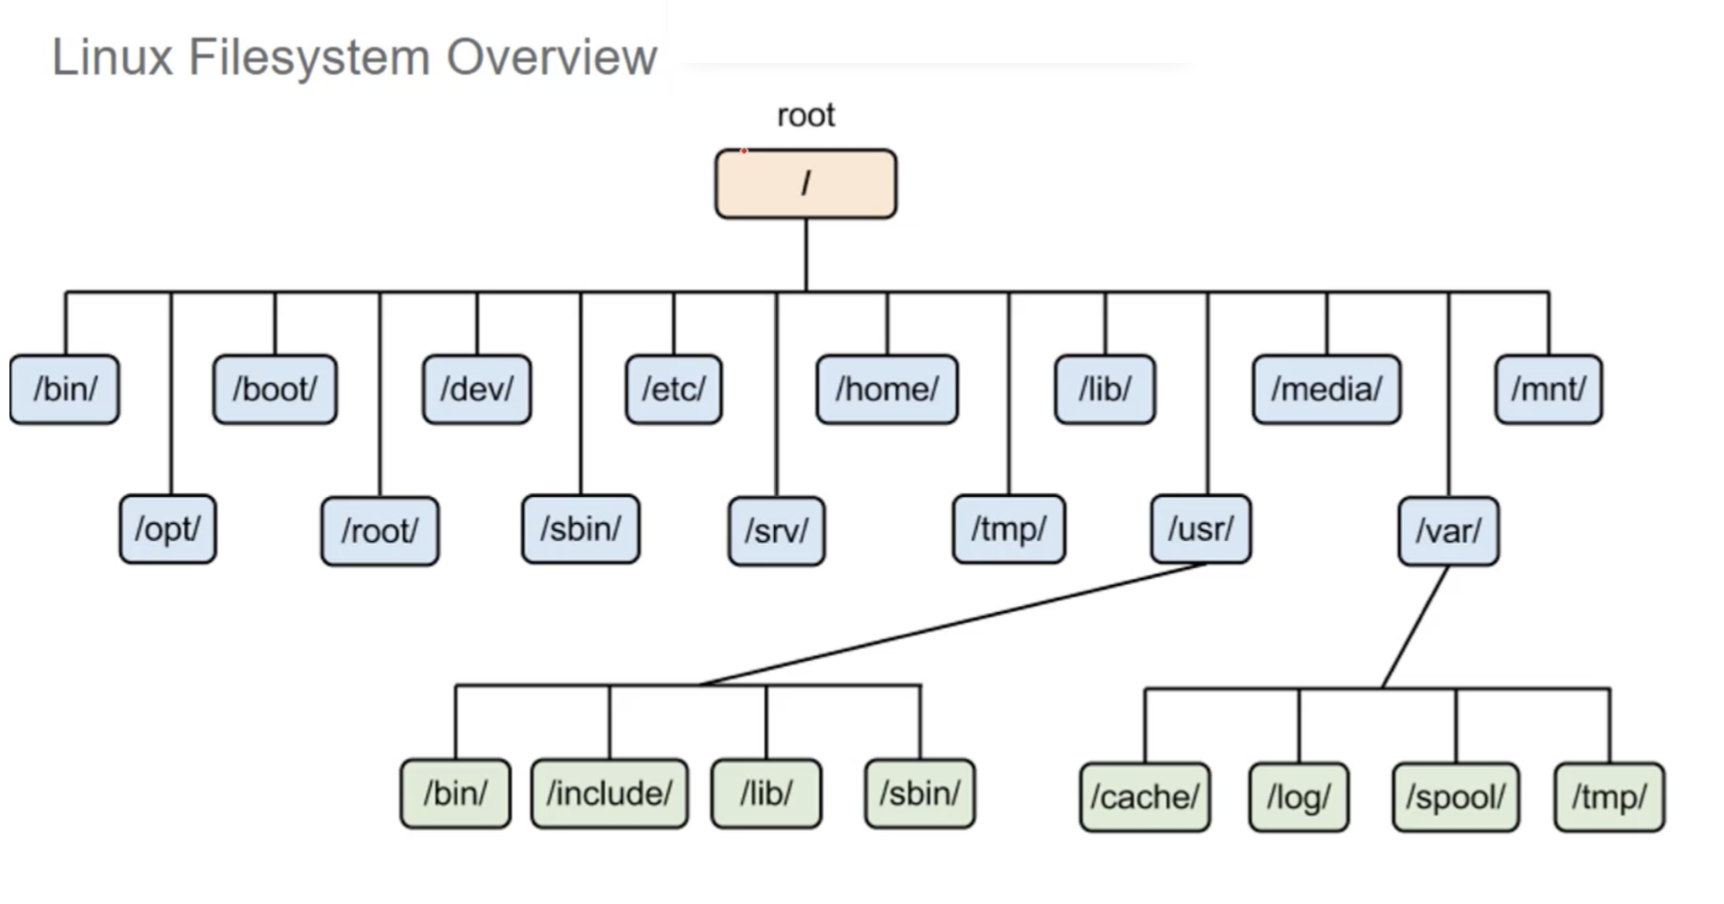 Linux Filesystem Overview
root
/
/bin/ /boot/ /dev/ /etc/ /home/ /lib/ /media/ /mnt/
/opt/ /root/ /sbin/ /srv/ /tmp/ /usr/ /var/
/bin/ /include/ /lib/ /sbin/ /cache/ /log/ /spool/ /tmp/